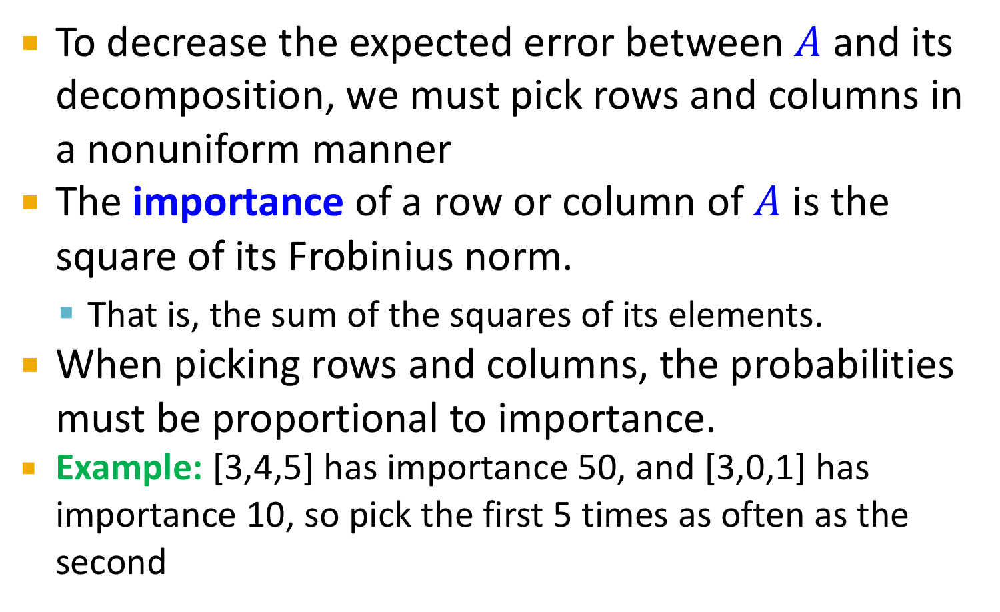 To decrease the expected error between A and its
decomposition, we must pick rows and columns in
a nonuniform manner
The importance of a row or column of A is the
square of its Frobinius norm.
That is, the sum of the squares of its elements.
When picking rows and columns, the probabilities
must be proportional to importance.
Example: [3,4,5] has importance 50, and [3,0,1] has
importance 10, so pick the first 5 times as often as the
second